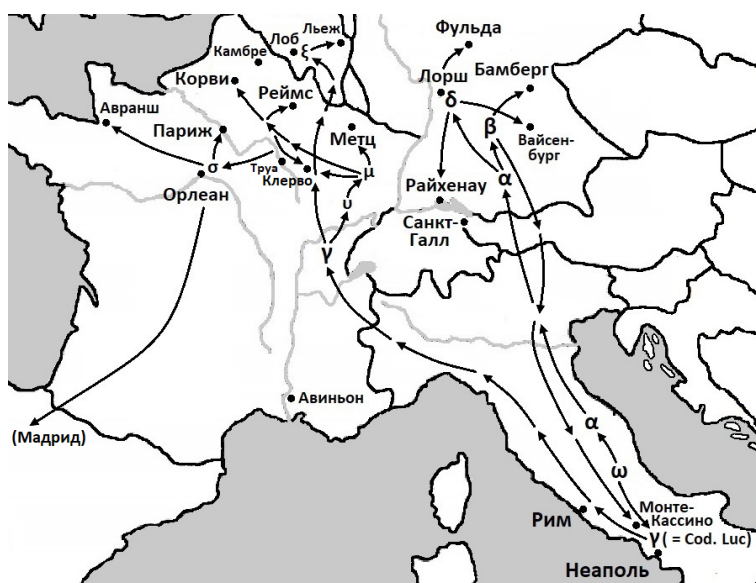 Льеж
Лоб
ξ
Камбре
Корви
Реймс
Авранш
Париж
Метц
σ
Труа
Клерво
μ
Орлеан
υ
γ
Фульда
Лорш
δ
Бамберг
β
Вайсен-
бург
α
Райхенау
Санкт-
Галл
Авиньон
(Мадрид)
α
ω
Рим
Монте-
Кассино
γ ( = Cod. Luc)
Неаполь